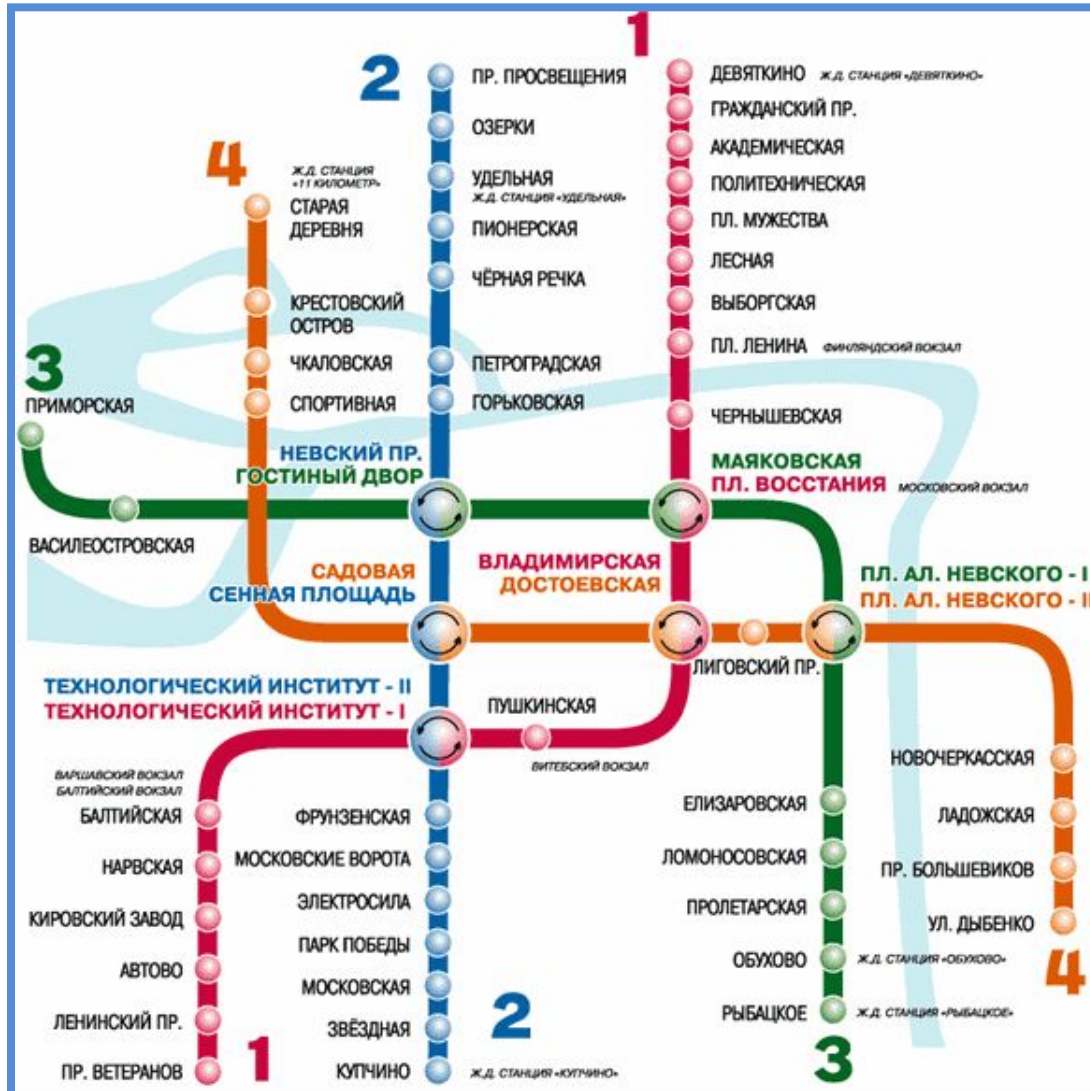 1
2
ПР. ПРОСВЕЩЕНИЯ
ОЗЕРКИ
УДЕЛЬНАЯ
Ж.Д. СТАНЦИЯ «УДЕЛЬНАЯ»
ПИОНЕРСКАЯ
ЧЁРНАЯ РЕЧКА
ПЕТРОГРАДСКАЯ
ГОРЬКОВСКАЯ
ДЕВЯТКИНО Ж.Д. СТАНЦИЯ «ДЕВЯТКИНО»
ГРАЖДАНСКИЙ ПР.
АКАДЕМИЧЕСКАЯ
ПОЛИТЕХНИЧЕСКАЯ
ПЛ. МУЖЕСТВА
ЛЕСНАЯ
ВЫБОРГСКАЯ
ПЛ. ЛЕНИНА ФИНЛЯНДСКИЙ ВОКЗАЛ
ЧЕРНЫШЕВСКАЯ
4
Ж.Д. СТАНЦИЯ
«11 КИЛОМЕТР»
СТАРАЯ
ДЕРЕВНЯ
КРЕСТОВСКИЙ
ОСТРОВ
ЧКАЛОВСКАЯ
СПОРТИВНАЯ
3
ПРИМОРСКАЯ
ВАСИЛЕОСТРОВСКАЯ
НЕВСКИЙ ПР.
ГОСТИНЫЙ ДВОР
МАЯКОВСКАЯ
ПЛ. ВОССТАНИЯ МОСКОВСКИЙ ВОКЗАЛ
САДОВАЯ
СЕННАЯ ПЛОЩАДЬ
ВЛАДИМИРСКАЯ
ДОСТОЕВСКАЯ
ПЛ. АЛ. НЕВСКОГО - I
ПЛ. АЛ. НЕВСКОГО - II
ЛИГОВСКИЙ ПР.
ТЕХНОЛОГИЧЕСКИЙ ИНСТИТУТ - II
ТЕХНОЛОГИЧЕСКИЙ ИНСТИТУТ - I
ПУШКИНСКАЯ
ВИТЕБСКИЙ ВОКЗАЛ
ВАРШАВСКИЙ ВОКЗАЛ
БАЛТИЙСКИЙ ВОКЗАЛ
БАЛТИЙСКАЯ
НАРВСКАЯ
КИРОВСКИЙ ЗАВОД
АВТОВО
ЛЕНИНСКИЙ ПР.
ПР. ВЕТЕРАНОВ
1
ФРУНЗЕНСКАЯ
МОСКОВСКИЕ ВОРОТА
ЭЛЕКТРОСИЛА
ПАРК ПОБЕДЫ
МОСКОВСКАЯ
ЗВЁЗДНАЯ
КУПЧИНО Ж.Д. СТАНЦИЯ «КУПЧИНО»
2
ЕЛИЗАРОВСКАЯ
ЛОМОНОСОВСКАЯ
ПРОЛЕТАРСКАЯ
ОБУХОВО Ж.Д. СТАНЦИЯ «ОБУХОВО»
РЫБАЦКОЕ Ж.Д. СТАНЦИЯ «РЫБАЦКОЕ»
3
НОВОЧЕРКАССКАЯ
ЛАДОЖСКАЯ
ПР. БОЛЬШЕВИКОВ
УЛ. ДЫБЕНКО
4